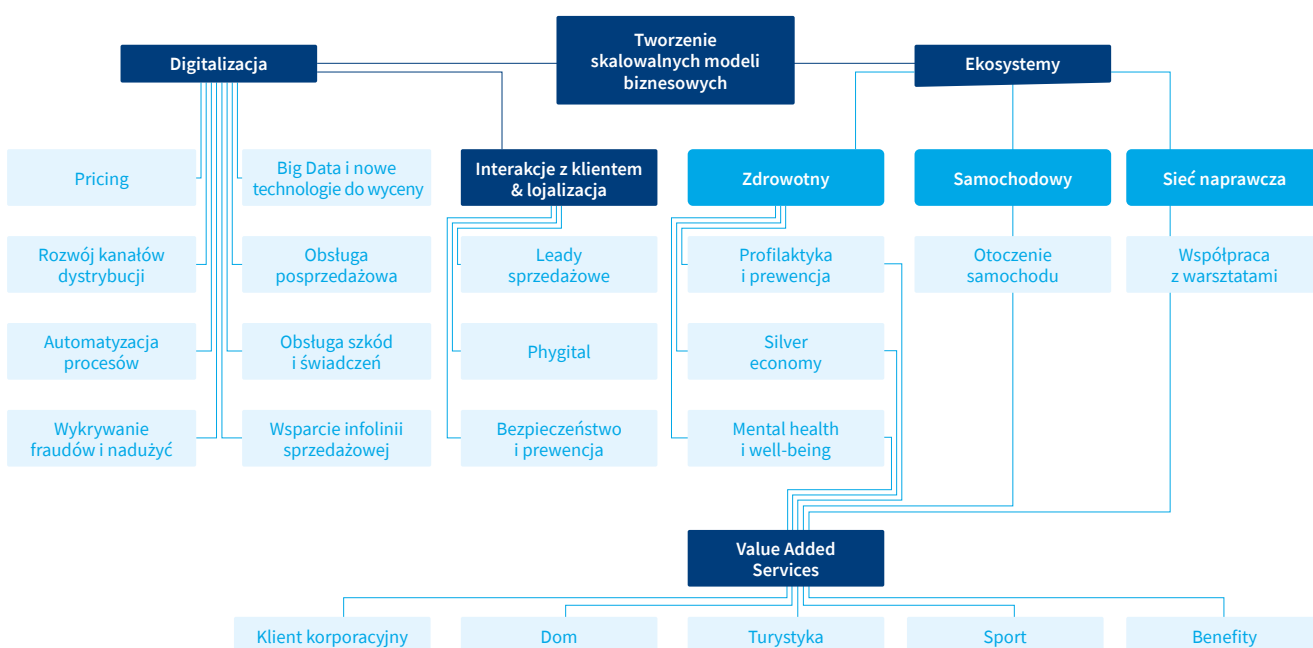 Tworzenie
skalowalnych modeli
biznesowych
Digitalizacja
Ekosystemy
Pricing
Big Data i nowe
technologie do wyceny
Interakcje z klientem
& lojalizacja
Zdrowotny
Samochodowy
Sieć naprawcza
Rozwój kanałów
dystrybucji
Obsługa
posprzedażowa
Leady
sprzedażowe
Profilaktyka
i prewencja
Otoczenie
samochodu
Współpraca
z warsztatami
Automatyzacja
procesów
Obsługa szkód
i świadczeń
Phygital
Silver
economy
Wykrywanie
fraudów i nadużyć
Wsparcie infolinii
sprzedażowej
Bezpieczeństwo
i prewencja
Mental health
i well-being
Value Added
Services
Klient korporacyjny
Dom
Turystyka
Sport
Benefity